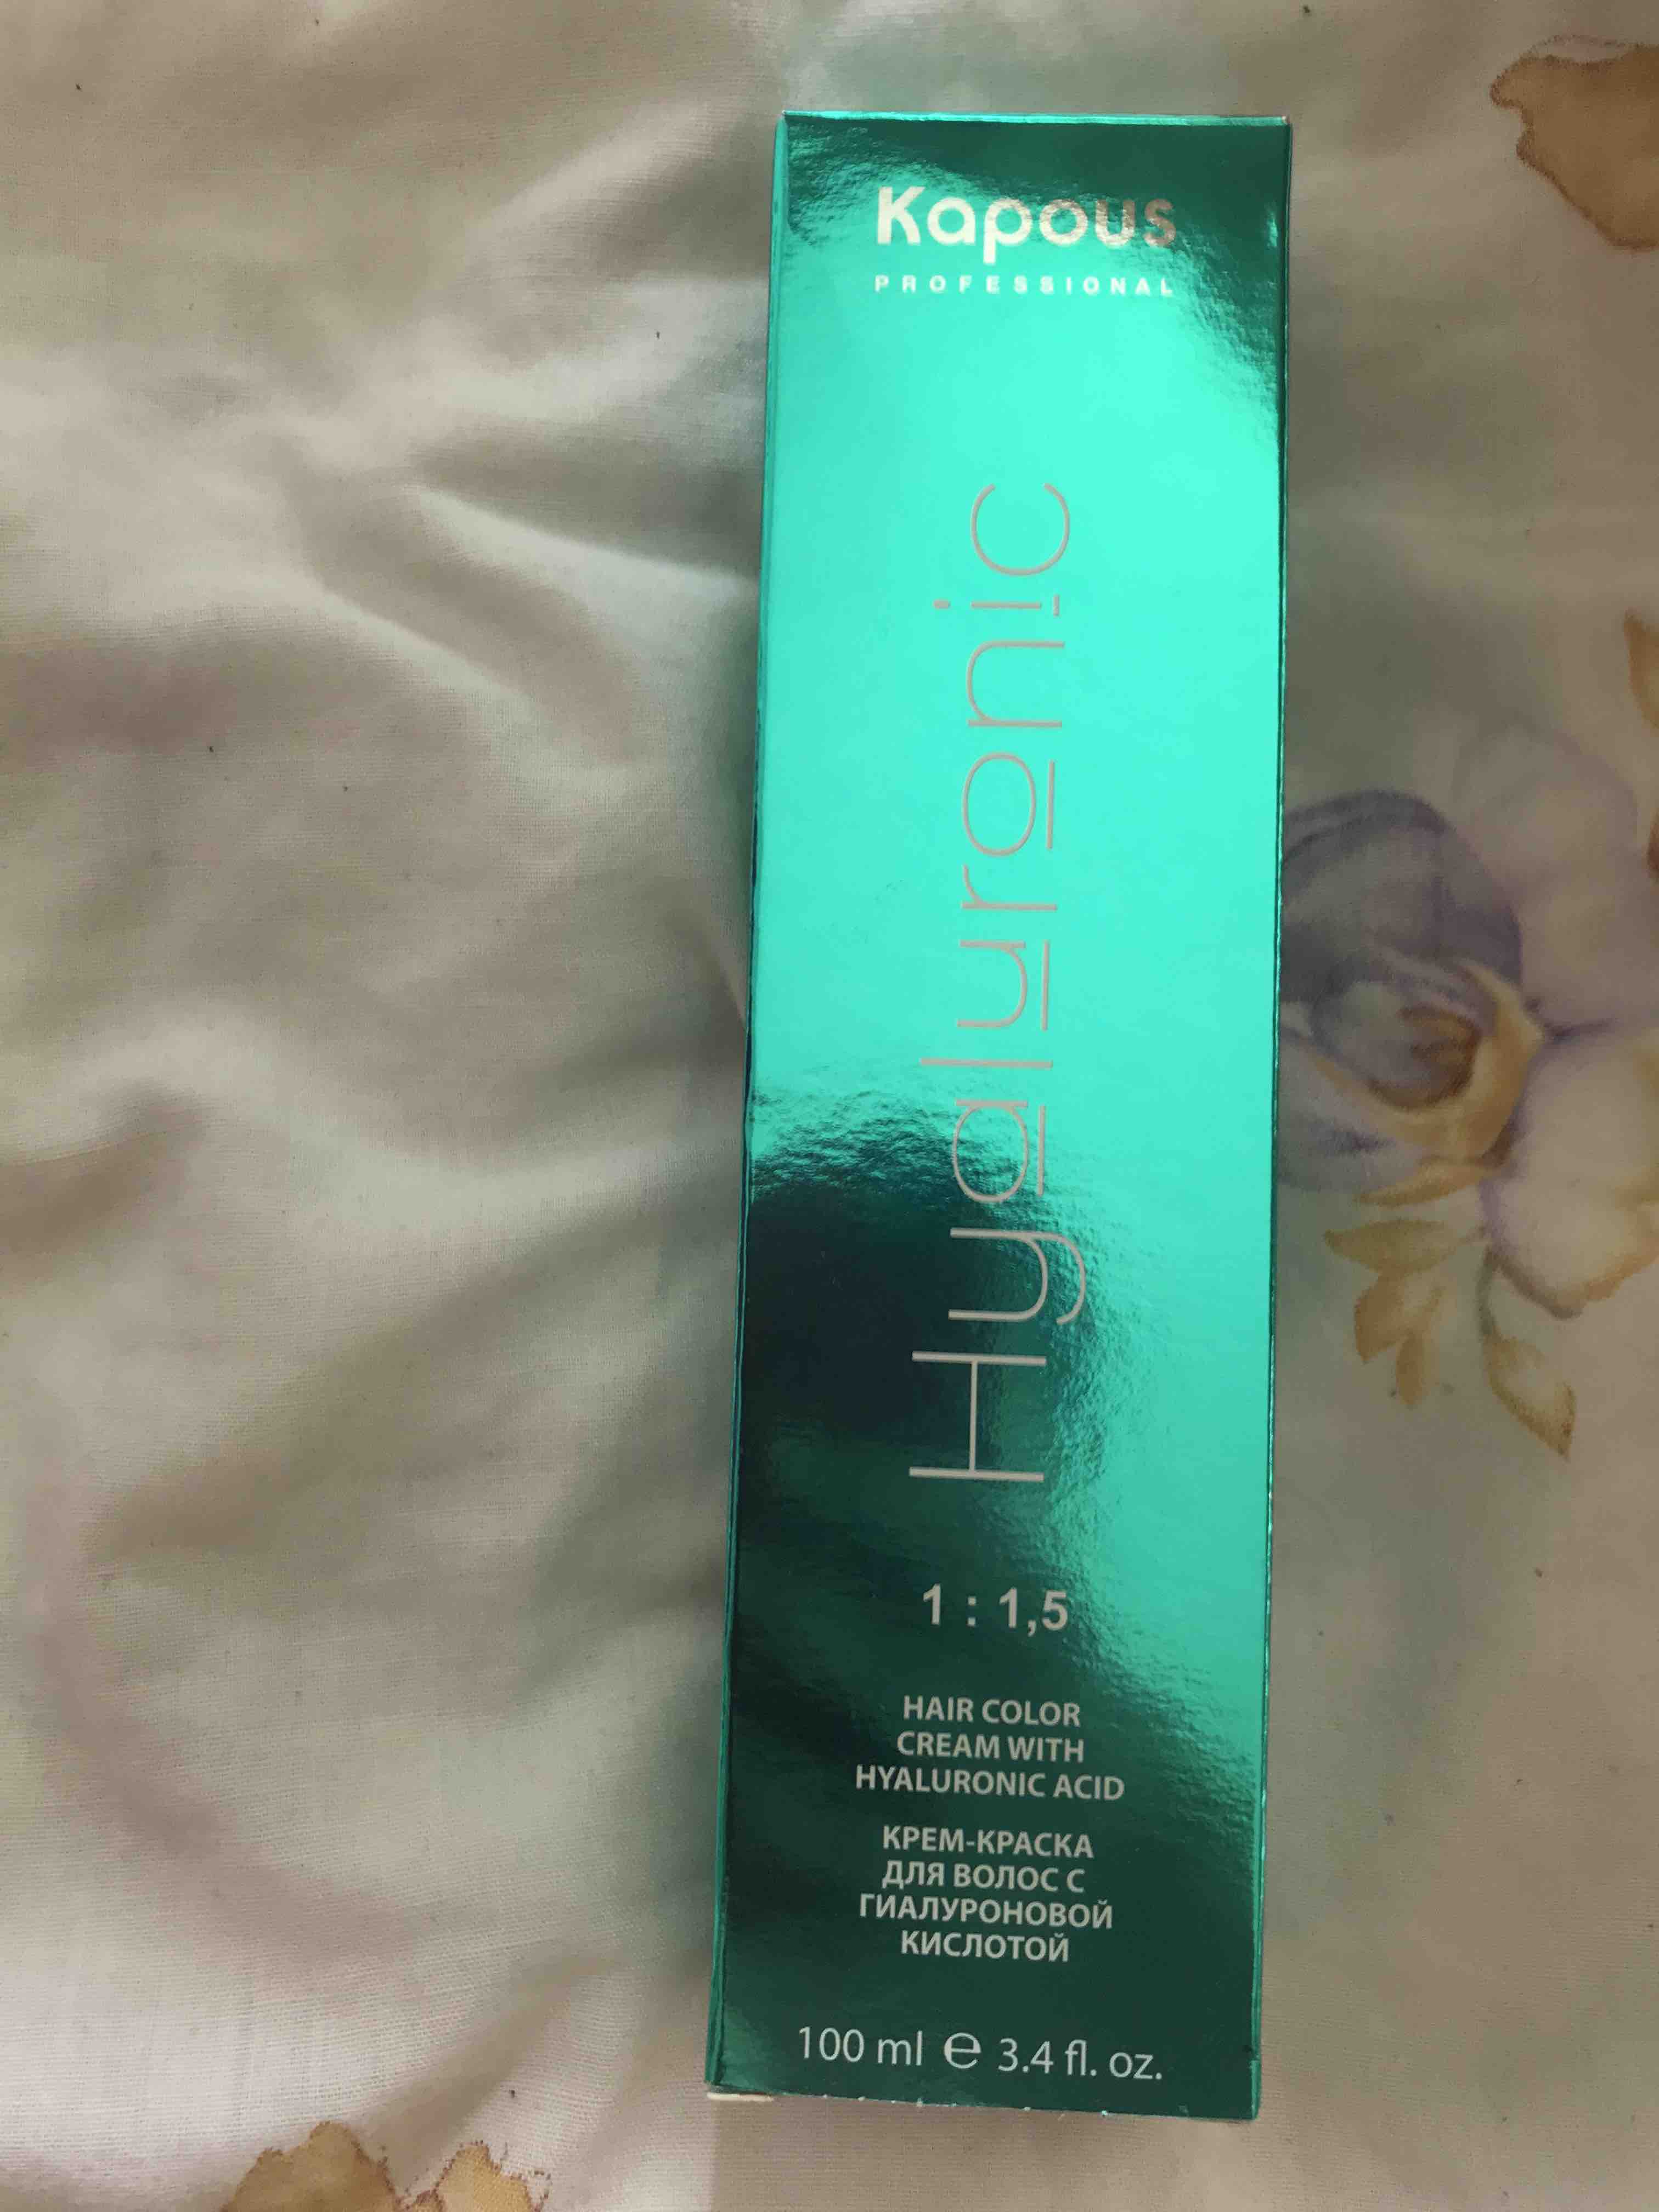 Kapous
PROFESSIONAL
Hyaluronic
1 : 1,5
HAIR COLOR
CREAM WITH
HYALURONIC ACID
КРЕМ-КРАСКА
ДЛЯ ВОЛОС С
ГИАЛУРОНОВОЙ
КИСЛОТОЙ
100 ml ℮ 3.4 fl. oz.